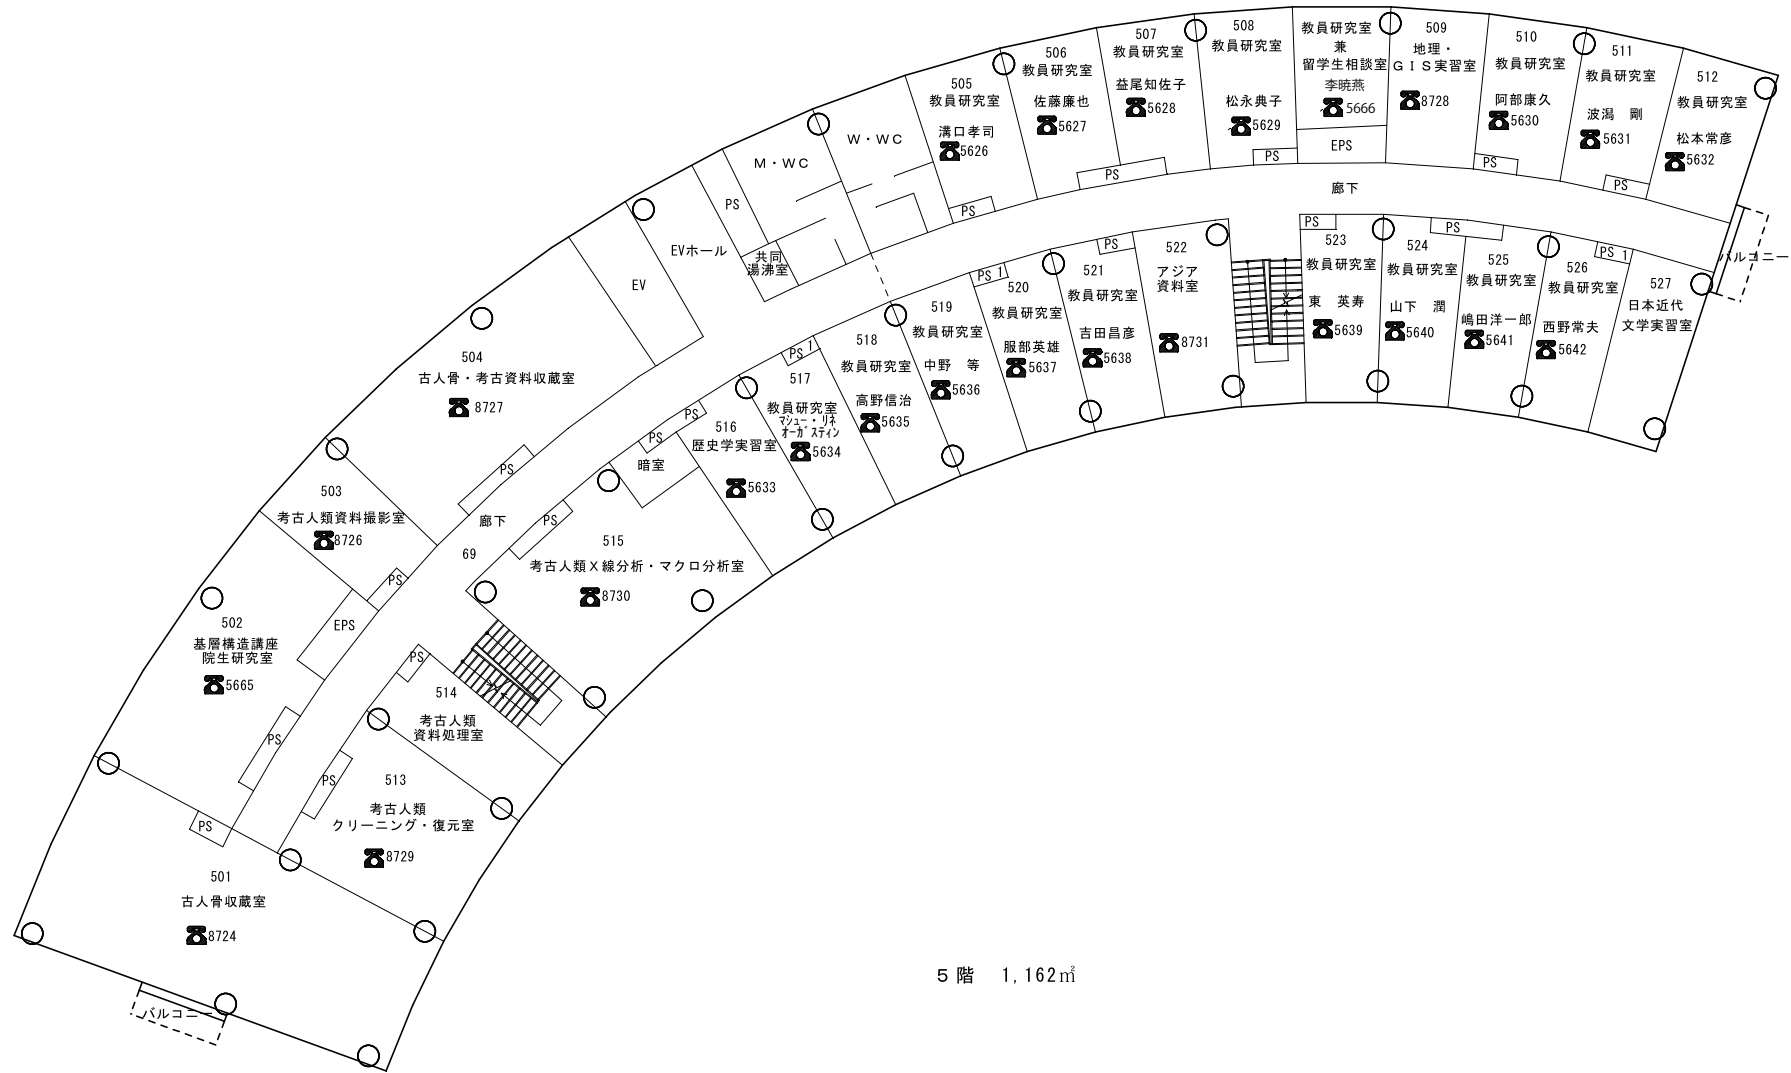 501
古人骨収蔵室
8724
バルコニー
PS
502
基層構造講座
院生研究室
5665
PS
EPS
PS
503
考古人類資料撮影室
8726
504
古人骨・考古資料収蔵室
8727
PS
EV
EVホール
PS
M・WC
共同
湯沸室
W・WC
505
教員研究室
溝口孝司
5626
PS
506
教員研究室
佐藤廉也
5627
PS
507
教員研究室
益尾知佐子
5628
508
教員研究室
松永典子
5629
PS
教員研究室
兼
留学生相談室
李暁燕
5666
EPS
509
地理・
GIS実習室
8728
510
教員研究室
阿部康久
5630
PS
511
教員研究室
波潟 剛
5631
PS
512
教員研究室
松本常彦
5632
廊下
バルコニー
513
考古人類
クリーニング・復元室
8729
PS
514
考古人類
資料処理室
PS
廊下
69
515
考古人類X線分析・マクロ分析室
8730
PS
暗室
PS
PS
516
歴史学実習室
5633
517
教員研究室
マシュー・リネ
オーガスティン
5634
PS 1
518
教員研究室
高野信治
5635
519
教員研究室
中野 等
5636
PS 1
520
教員研究室
服部英雄
5637
521
教員研究室
吉田昌彦
5638
PS
522
アジア
資料室
8731
PS
523
教員研究室
東 英寿
5639
524
教員研究室
山下 潤
5640
PS
525
教員研究室
嶋田洋一郎
5641
526
教員研究室
西野常夫
5642
PS 1
527
日本近代
文学実習室
5階 1,162㎡